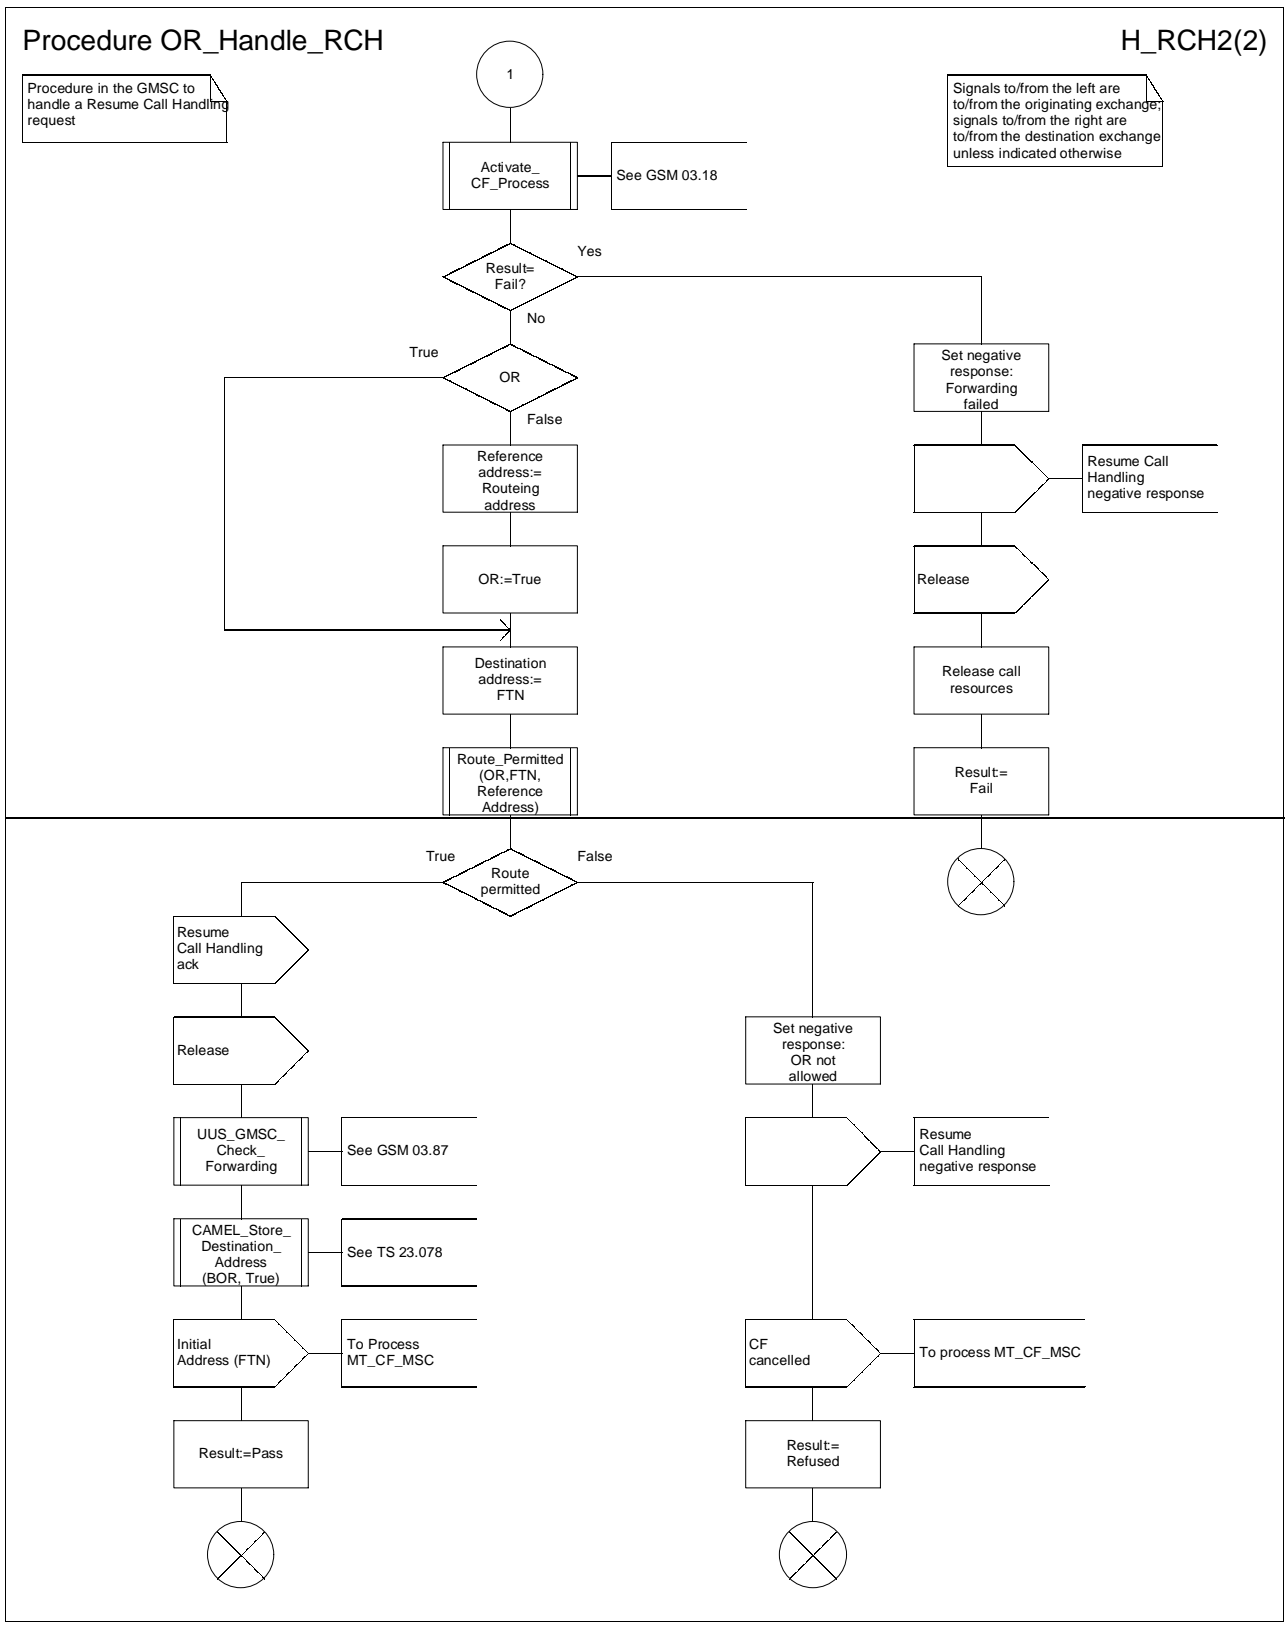 Procedure OR_Handle_RCH
H_RCH2(2)
Procedure in the GMSC to
handle a Resume Call Handling
request
1
Signals to/from the left are
to/from the originating exchange;
signals to/from the right are
to/from the destination exchange
unless indicated otherwise
Activate_
CF_Process
See GSM 03.18
Result=
Fail?
Yes
No
True
OR
False
Set negative
response:
Forwarding
failed
Reference
address:=
Routeing
address
Resume Call
Handling
negative response
OR:=True
Release
Destination
address:=
FTN
Release call
resources
Route_Permitted
(OR,FTN,
Reference
Address)
Result:=
Fail
True
Route
permitted
False
Resume
Call Handling
ack
Release
Set negative
response:
OR not
allowed
UUS_GMSC_
Check_
Forwarding
See GSM 03.87
Resume
Call Handling
negative response
CAMEL_Store_
Destination_
Address
(BOR, True)
See TS 23.078
Initial
Address (FTN)
To Process
MT_CF_MSC
CF
cancelled
To process MT_CF_MSC
Result:=Pass
Result:=
Refused